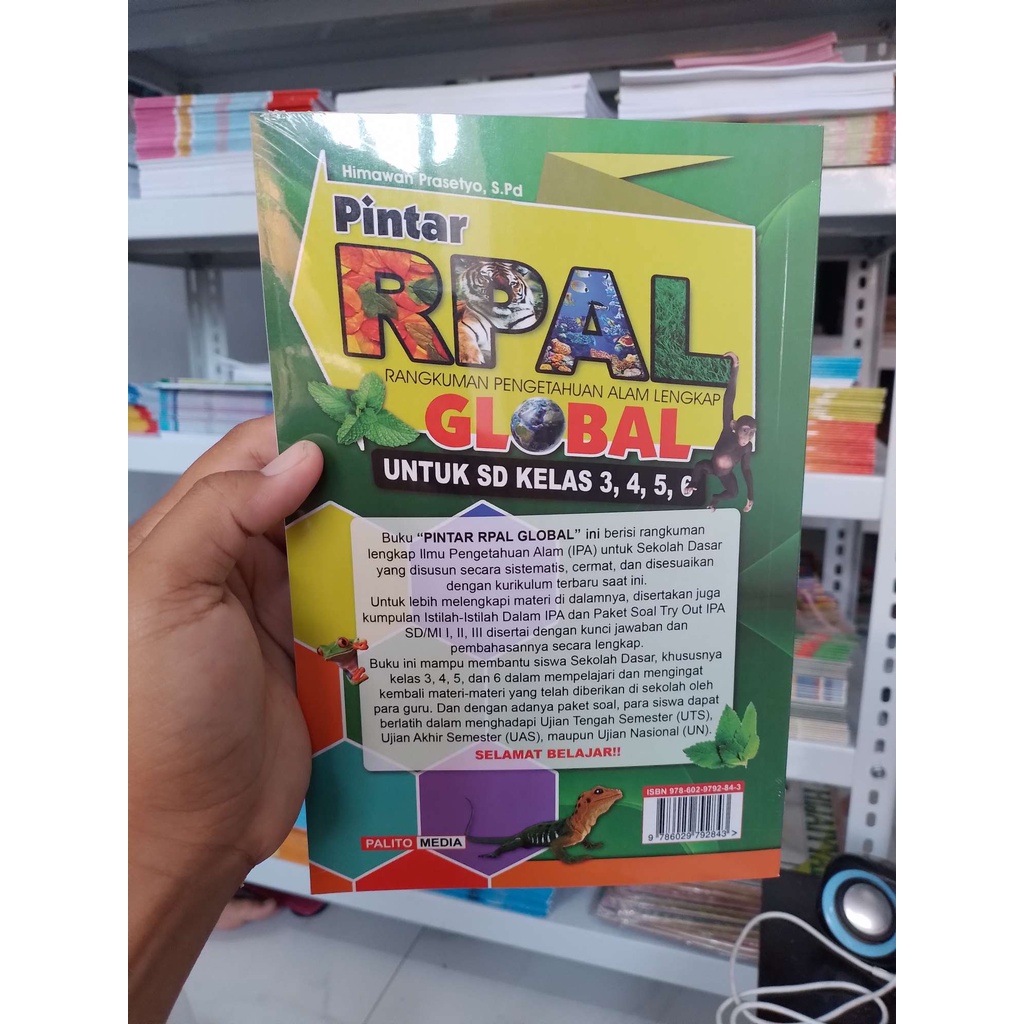 Himawan Prasetyo, S.Pd
Pintar
RPAL
RANGKUMAN PENGETAHUAN ALAM LENGKAP
GLOBAL
UNTUK SD KELAS 3, 4, 5, 6
Buku “PINTAR RPAL GLOBAL” ini berisi rangkuman
lengkap Ilmu Pengetahuan Alam (IPA) untuk Sekolah Dasar
yang disusun secara sistematis, cermat, dan disesuaikan
dengan kurikulum terbaru saat ini.
Untuk lebih melengkapi materi di dalamnya, disertakan juga
kumpulan Istilah-Istilah Dalam IPA dan Paket Soal Try Out IPA
SD/MI I, II, III disertai dengan kunci jawaban dan
pembahasannya secara lengkap.
Buku ini mampu membantu siswa Sekolah Dasar, khususnya
kelas 3, 4, 5, dan 6 dalam mempelajari dan mengingat
kembali materi-materi yang telah diberikan di sekolah oleh
para guru. Dan dengan adanya paket soal, para siswa dapat
berlatih dalam menghadapi Ujian Tengah Semester (UTS),
Ujian Akhir Semester (UAS), maupun Ujian Nasional (UN).
SELAMAT BELAJAR!!
ISBN 978-602-9792-84-3
9 786029 792843 >
PALITO MEDIA